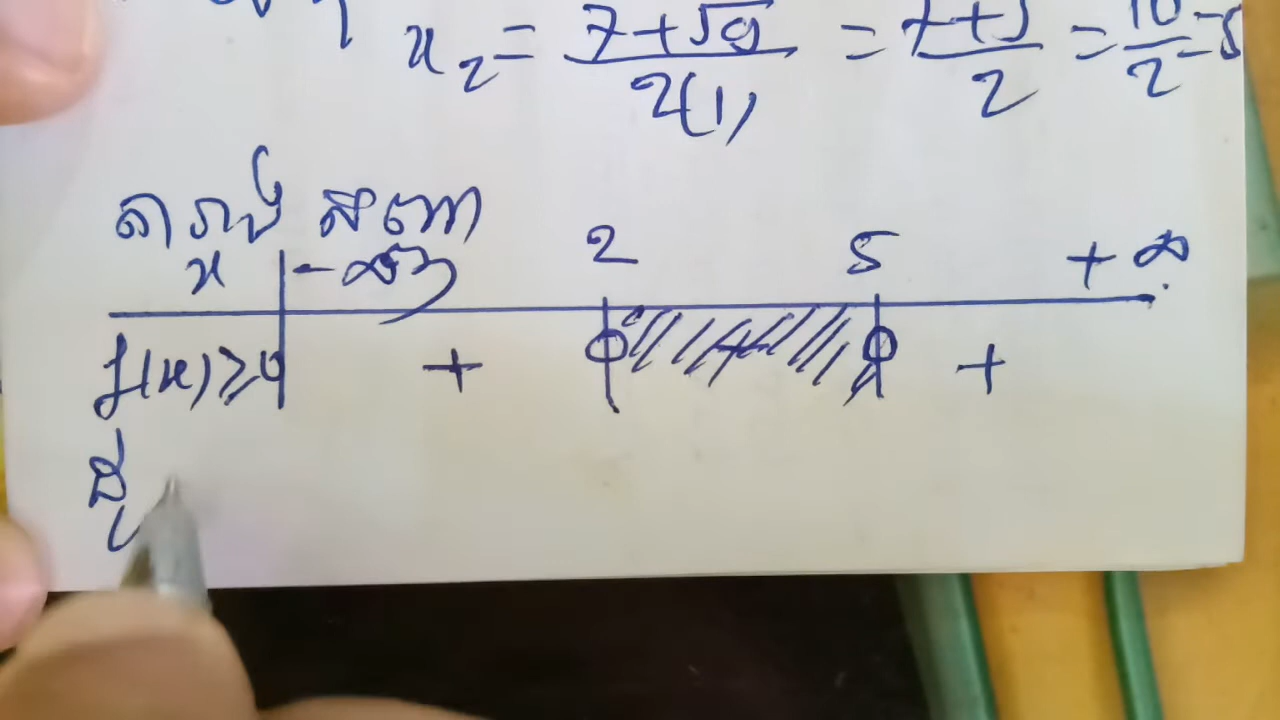 x₂ = (7+√9)/(2(1)) = (7+3)/2 = 10/2 = 5
តារាង សញ្ញា
x -∞ 2 5 +∞
f(x)≥0 + 0 0 +
ដូ